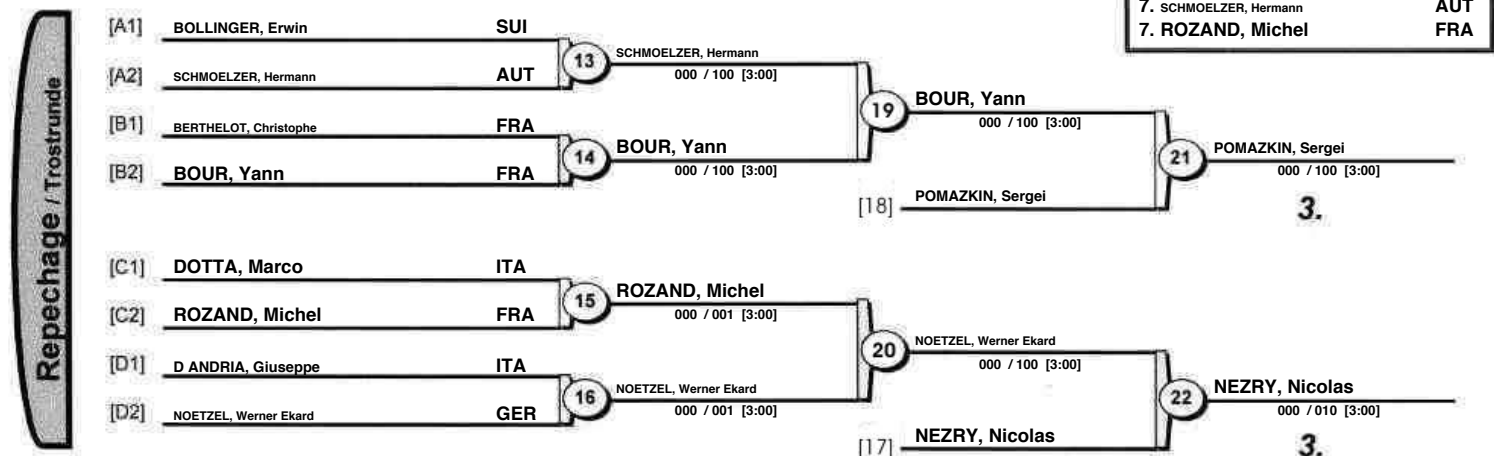 7. SCHMOELZER, Hermann AUT
7. ROZAND, Michel FRA
Repechage / Trostrunde
[A1] BOLLINGER, Erwin SUI
[A2] SCHMOELZER, Hermann AUT
13 SCHMOELZER, Hermann
000 / 100 [3:00]
[B1] BERTHELOT, Christophe FRA
[B2] BOUR, Yann FRA
14 BOUR, Yann
000 / 100 [3:00]
19 BOUR, Yann
000 / 100 [3:00]
[18] POMAZKIN, Sergei
21 POMAZKIN, Sergei
000 / 100 [3:00]
3.
[C1] DOTTA, Marco ITA
[C2] ROZAND, Michel FRA
15 ROZAND, Michel
000 / 001 [3:00]
[D1] D ANDRIA, Giuseppe ITA
[D2] NOETZEL, Werner Ekard GER
16 NOETZEL, Werner Ekard
000 / 001 [3:00]
20 NOETZEL, Werner Ekard
000 / 100 [3:00]
[17] NEZRY, Nicolas
22 NEZRY, Nicolas
000 / 010 [3:00]
3.